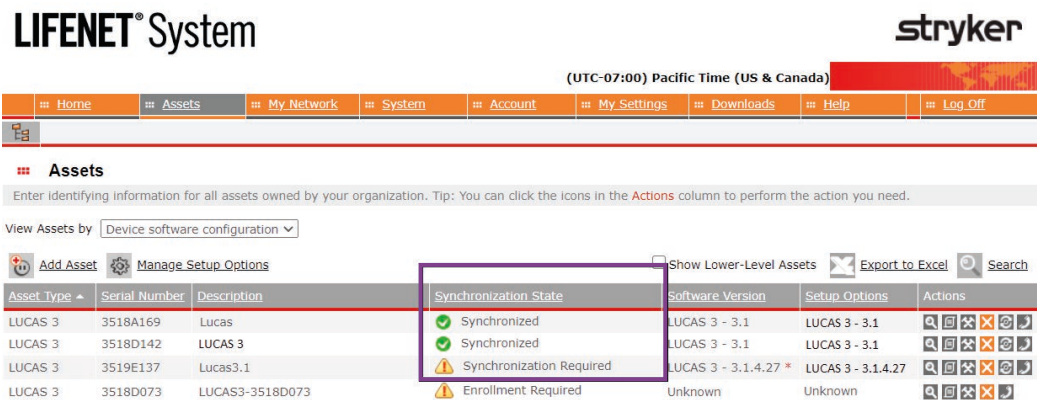 LIFENET® System
stryker
(UTC-07:00) Pacific Time (US & Canada)
Home Assets My Network System Account My Settings Downloads Help Log Off
Assets
Enter identifying information for all assets owned by your organization. Tip: You can click the icons in the Actions column to perform the action you need.
View Assets by Device software configuration
Add Asset Manage Setup Options Show Lower-Level Assets Export to Excel Search
Asset Type Serial Number Description Synchronization State Software Version Setup Options Actions
LUCAS 3 3518A169 Lucas Synchronized LUCAS 3 - 3.1 LUCAS 3 - 3.1
LUCAS 3 3518D142 LUCAS 3 Synchronized LUCAS 3 - 3.1 LUCAS 3 - 3.1
LUCAS 3 3519E137 Lucas3.1 Synchronization Required LUCAS 3 - 3.1.4.27 * LUCAS 3 - 3.1.4.27
LUCAS 3 3518D073 LUCAS3-3518D073 Enrollment Required Unknown Unknown